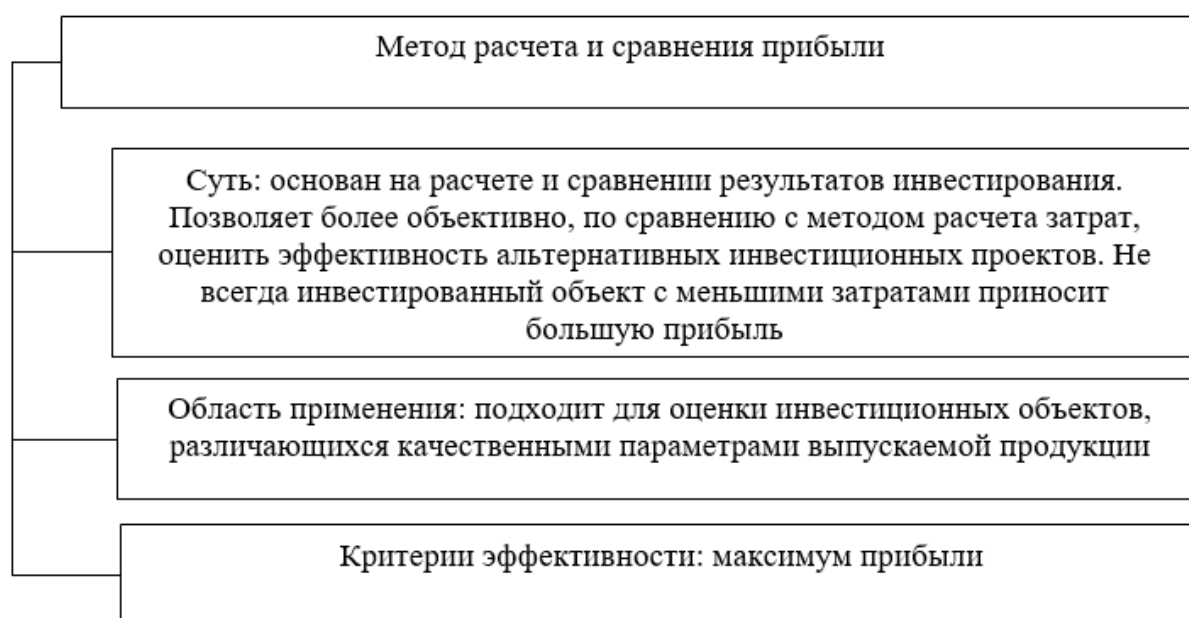 Метод расчета и сравнения прибыли
Суть: основан на расчете и сравнении результатов инвестирования.
Позволяет более объективно, по сравнению с методом расчета затрат,
оценить эффективность альтернативных инвестиционных проектов. Не
всегда инвестированный объект с меньшими затратами приносит
большую прибыль
Область применения: подходит для оценки инвестиционных объектов,
различающихся качественными параметрами выпускаемой продукции
Критерии эффективности: максимум прибыли